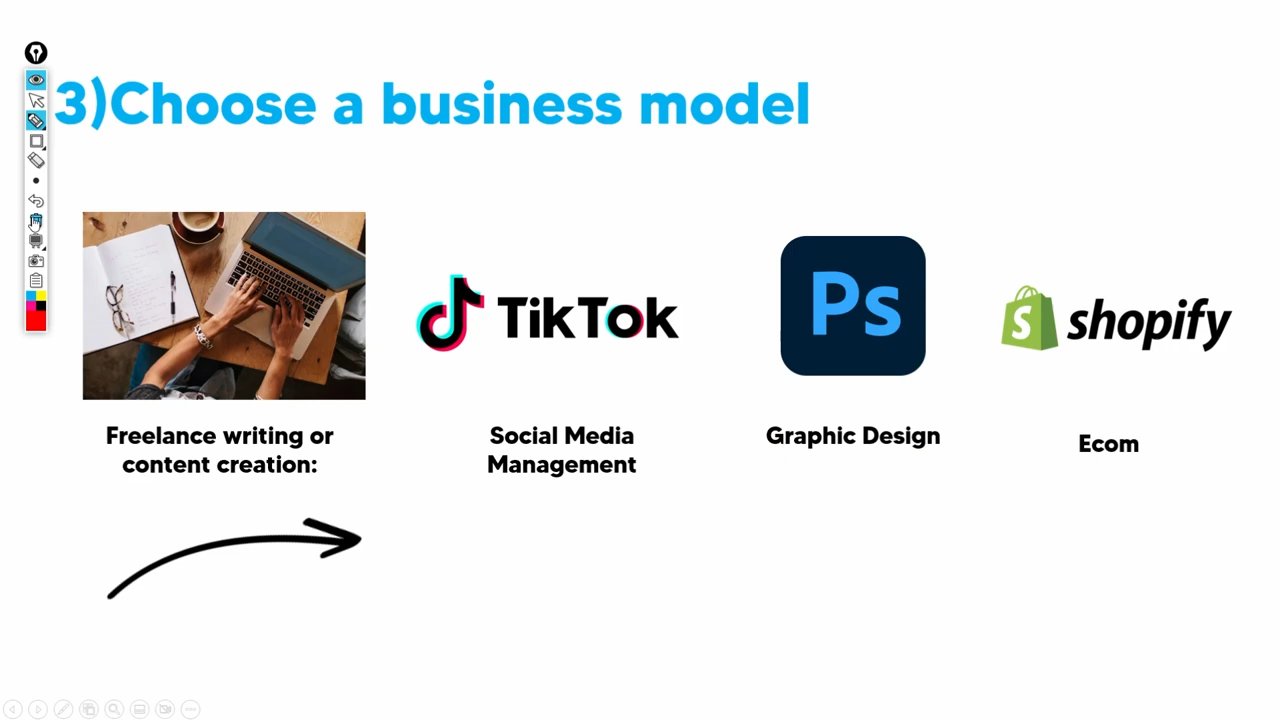 3)Choose a business model
TikTok
Ps
shopify
Freelance writing or
content creation:
Social Media
Management
Graphic Design
Ecom